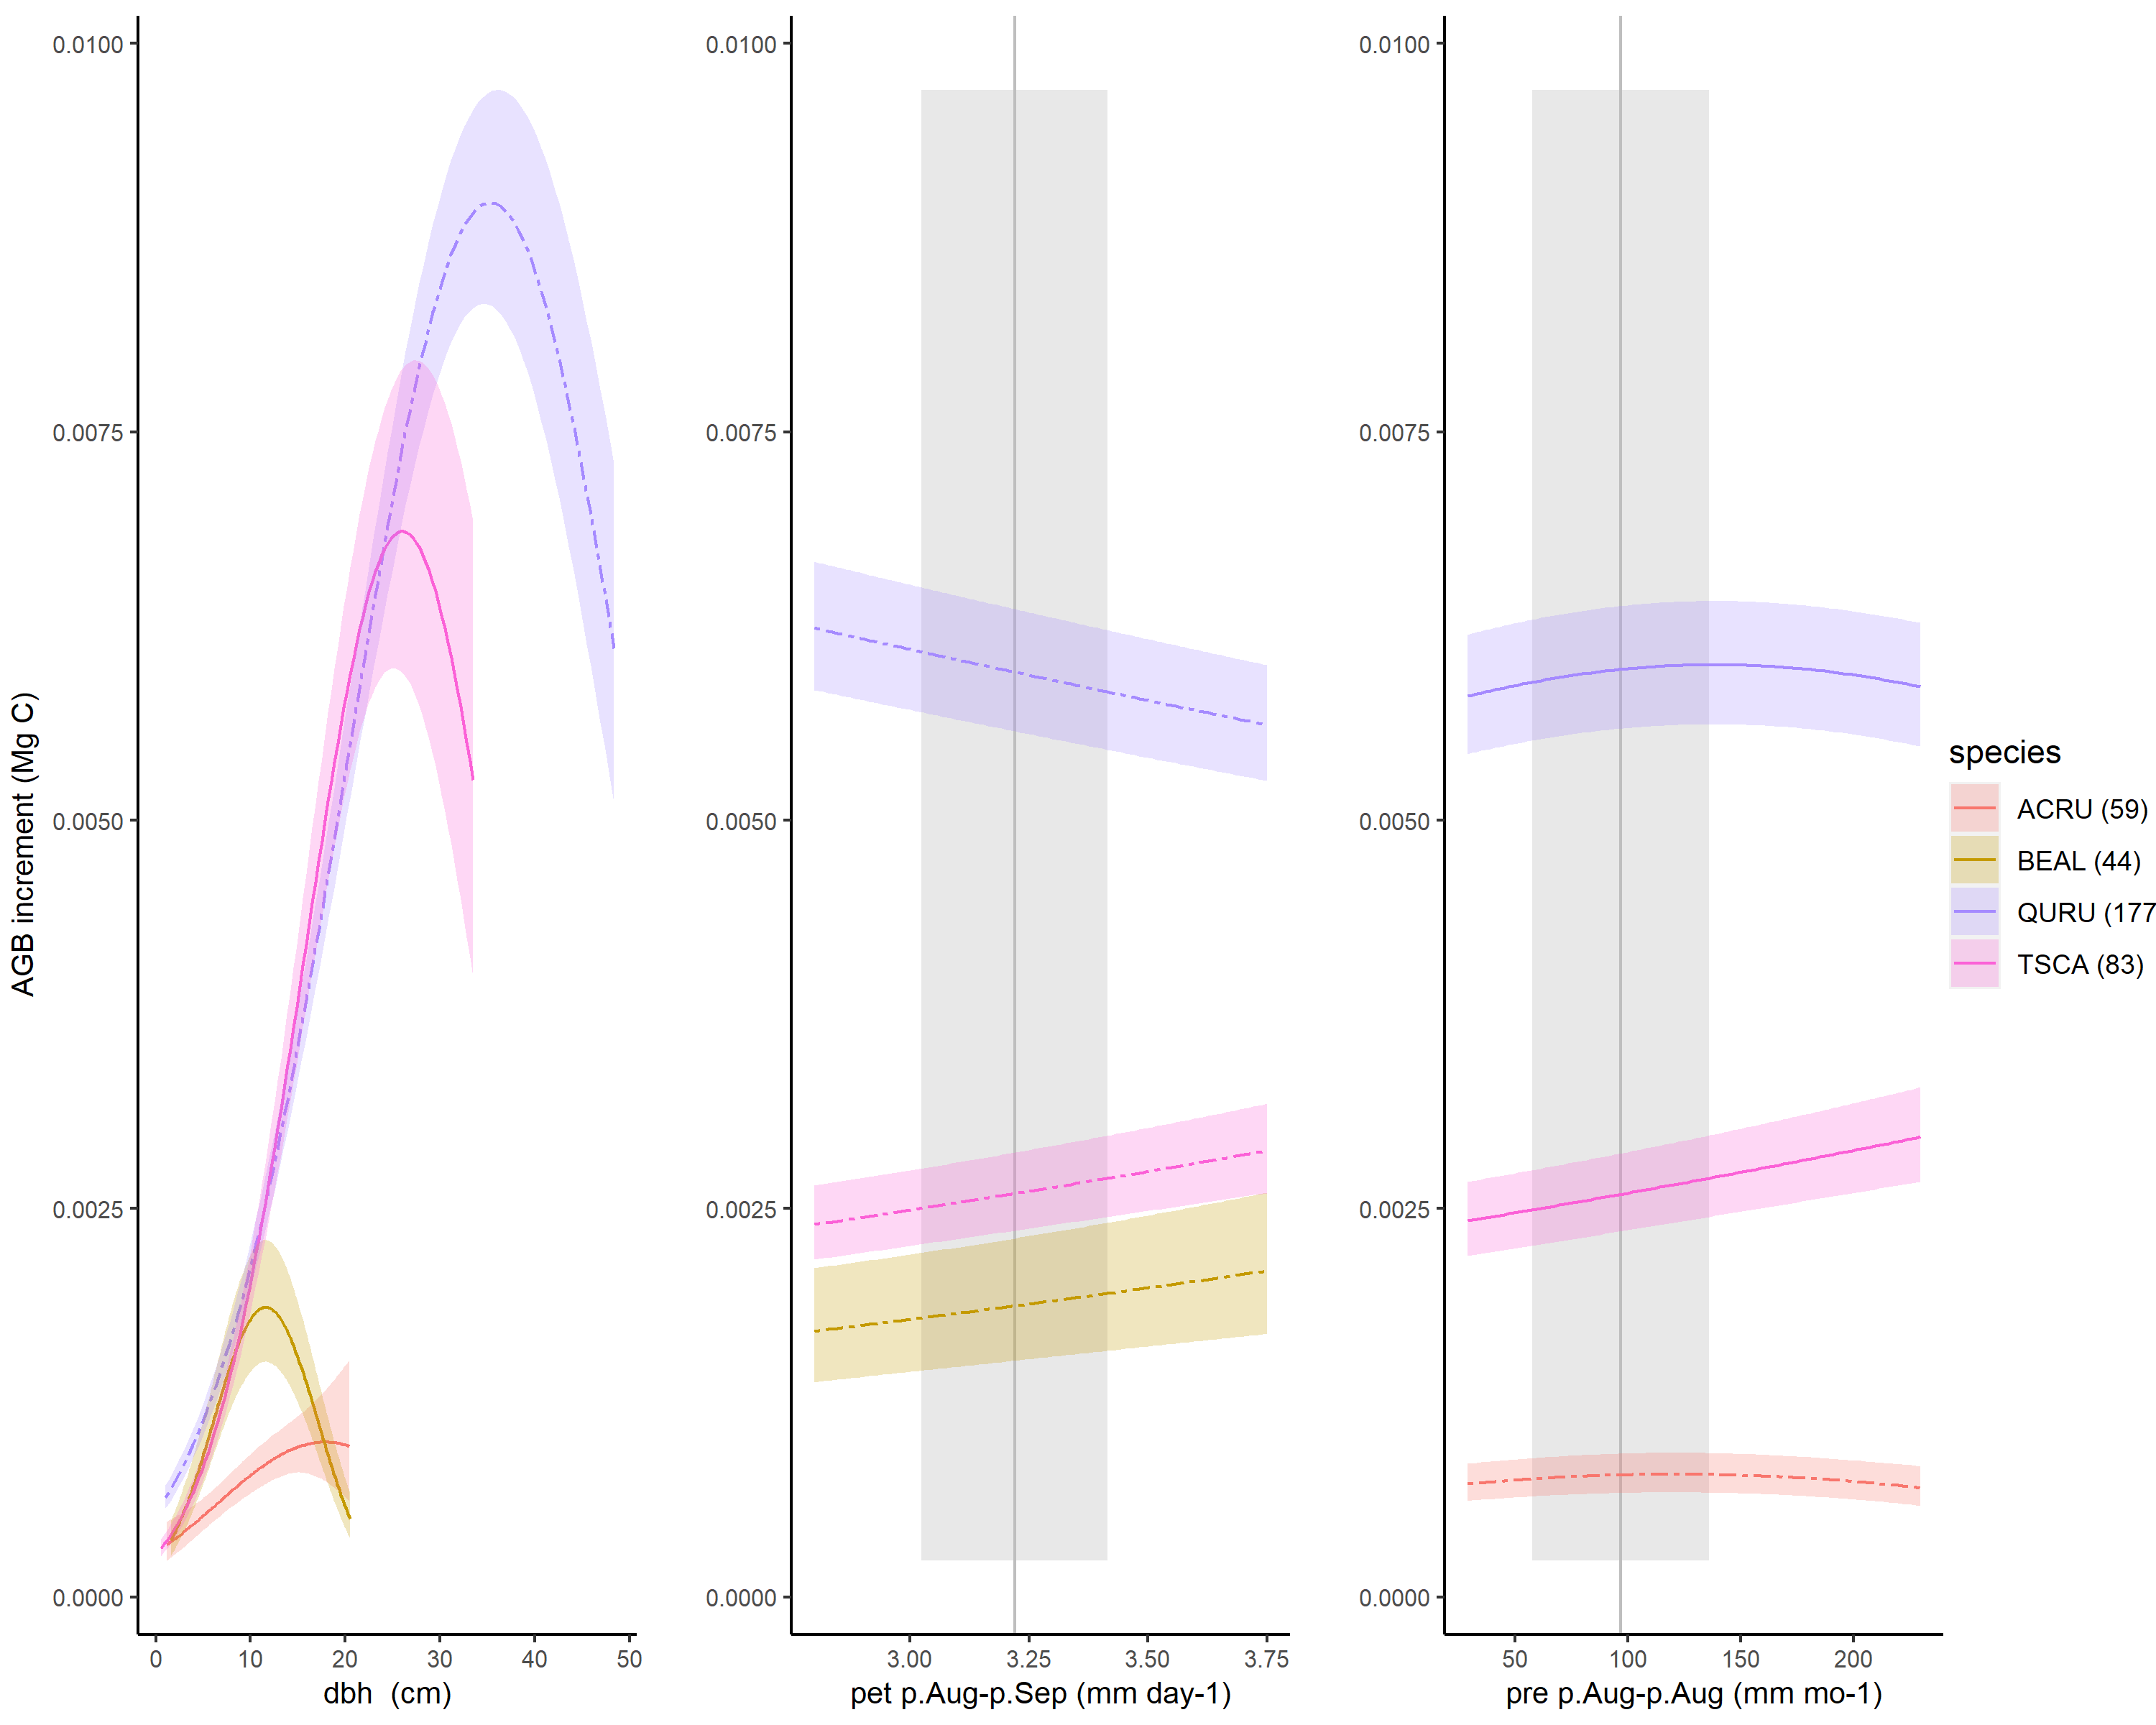 AGB increment (Mg C)
0.0100
0.0075
0.0050
0.0025
0.0000
0 10 20 30 40 50
dbh (cm)
0.0100
0.0075
0.0050
0.0025
0.0000
3.00 3.25 3.50 3.75
pet p.Aug-p.Sep (mm day-1)
0.0100
0.0075
0.0050
0.0025
0.0000
50 100 150 200
pre p.Aug-p.Aug (mm mo-1)
species
ACRU (59)
BEAL (44)
QURU (177
TSCA (83)